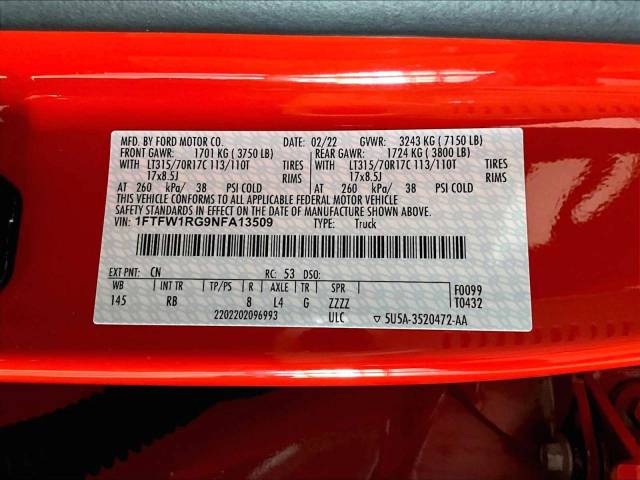 MFD. BY FORD MOTOR CO. DATE: 02/22 GVWR: 3243 KG ( 7150 LB)
FRONT GAWR: 1701 KG ( 3750 LB) REAR GAWR: 1724 KG ( 3800 LB)
WITH LT315/70R17C 113/110T TIRES WITH LT315/70R17C 113/110T TIRES
17x8.5J RIMS 17x8.5J RIMS
AT 260 kPa/ 38 PSI COLD AT 260 kPa/ 38 PSI COLD
THIS VEHICLE CONFORMS TO ALL APPLICABLE FEDERAL MOTOR VEHICLE
SAFETY STANDARDS IN EFFECT ON THE DATE OF MANUFACTURE SHOWN ABOVE.
VIN: 1FTFW1RG9NFA13509 TYPE: Truck
EXT PNT: CN RC: 53 DSO:
WB INT TR TP/PS R AXLE TR SPR F0099
145 RB 8 L4 G ZZZZ T0432
2202202096993 ULC ▽ 5U5A-3520472-AA